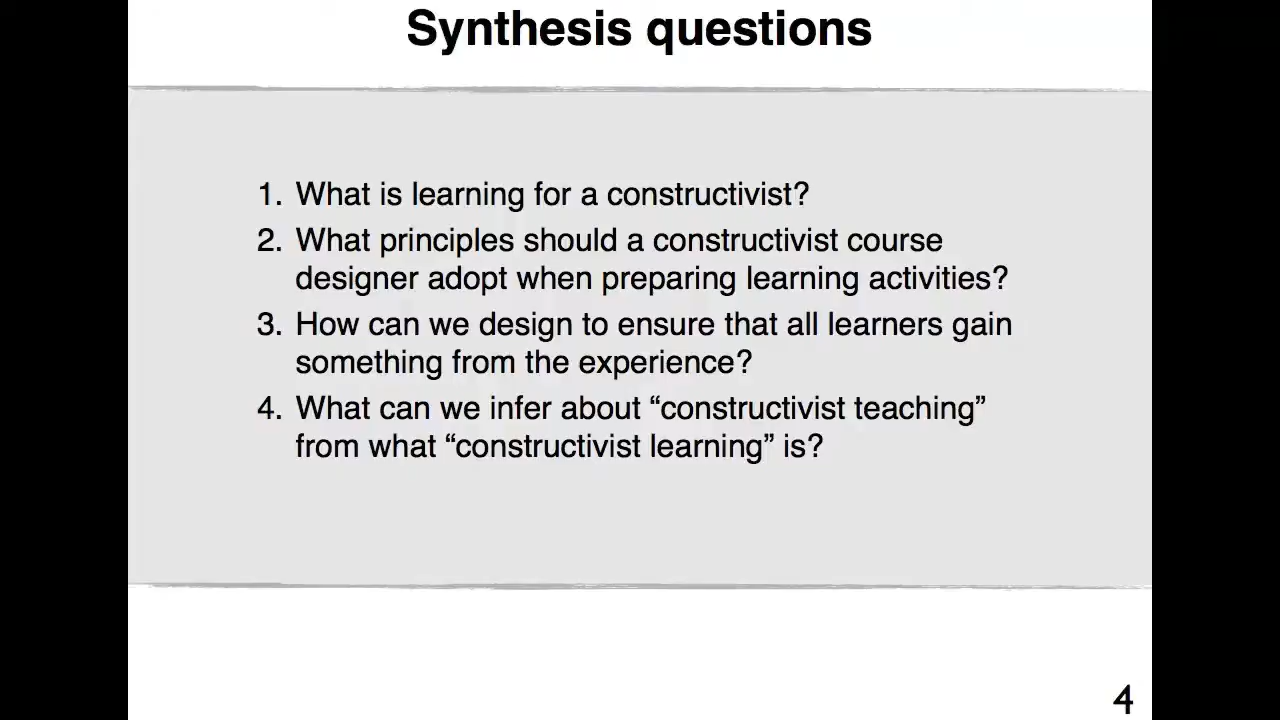 Synthesis questions
1. What is learning for a constructivist?
2. What principles should a constructivist course
designer adopt when preparing learning activities?
3. How can we design to ensure that all learners gain
something from the experience?
4. What can we infer about “constructivist teaching”
from what “constructivist learning” is?
4